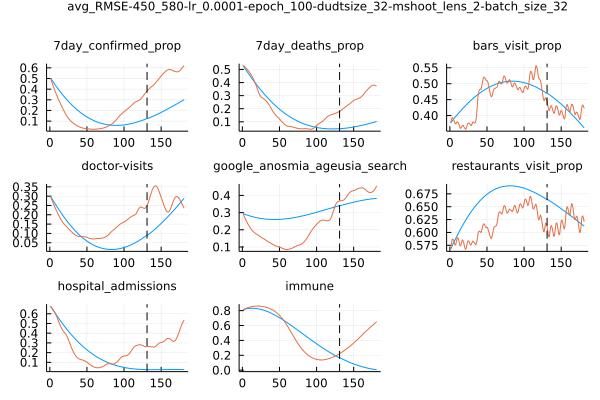 avg_RMSE-450_580-lr_0.0001-epoch_100-dudtsize_32-mshoot_lens_2-batch_size_32
7day_confirmed_prop 7day_deaths_prop bars_visit_prop
0.6 0.5 0.55
0.5 0.4 0.50
0.4 0.3 0.45
0.3 0.2 0.40
0.2 0.1
0.1
0 50 100 150 0 50 100 150 0 50 100 150
doctor-visits google_anosmia_ageusia_search restaurants_visit_prop
0.35 0.4 0.675
0.30 0.3 0.650
0.25 0.2 0.625
0.20 0.1 0.600
0.15 0.575
0.10
0.05
0 50 100 150 0 50 100 150 0 50 100 150
hospital_admissions immune
0.6 0.8
0.5 0.6
0.4 0.4
0.3 0.2
0.2 0.0
0.1
0 50 100 150 0 50 100 150